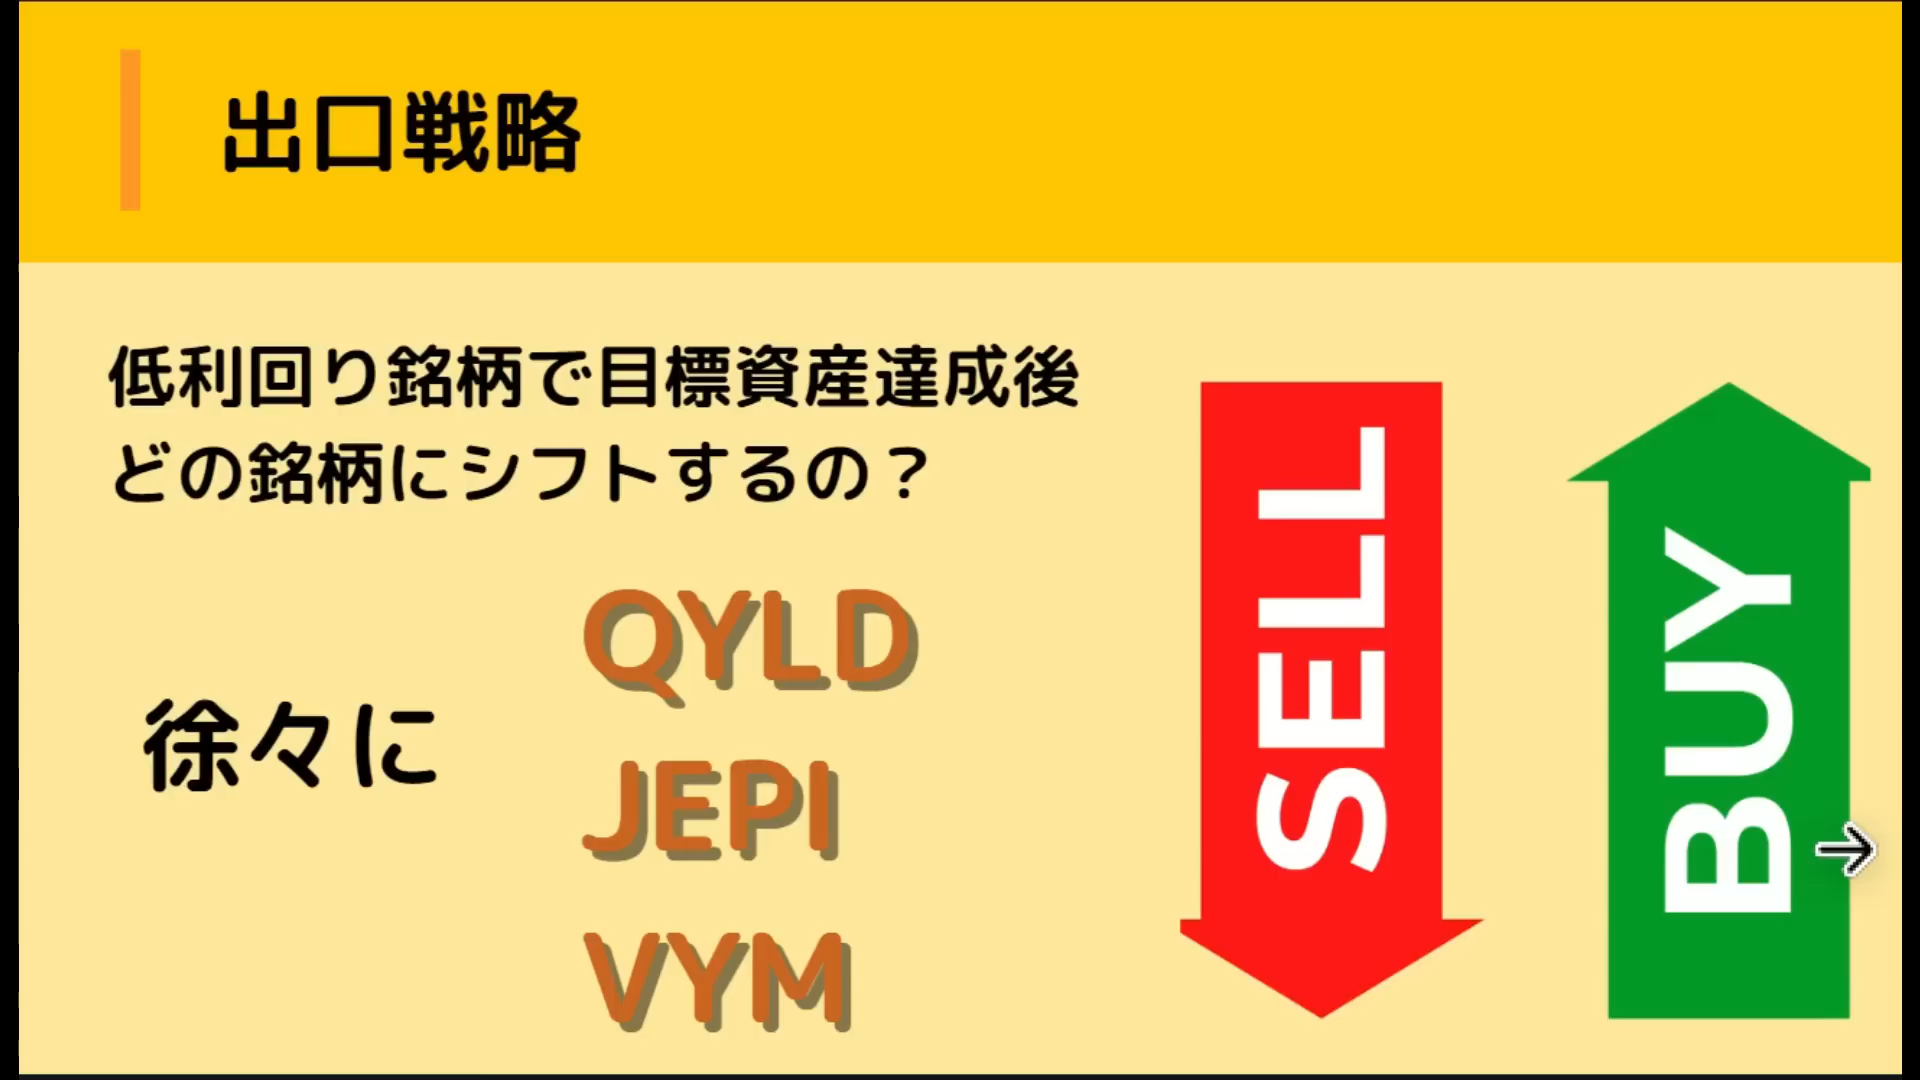 出口戦略
低利回り銘柄で目標資産達成後
どの銘柄にシフトするの？
徐々に
QYLD
JEPI
VYM
SELL
BUY